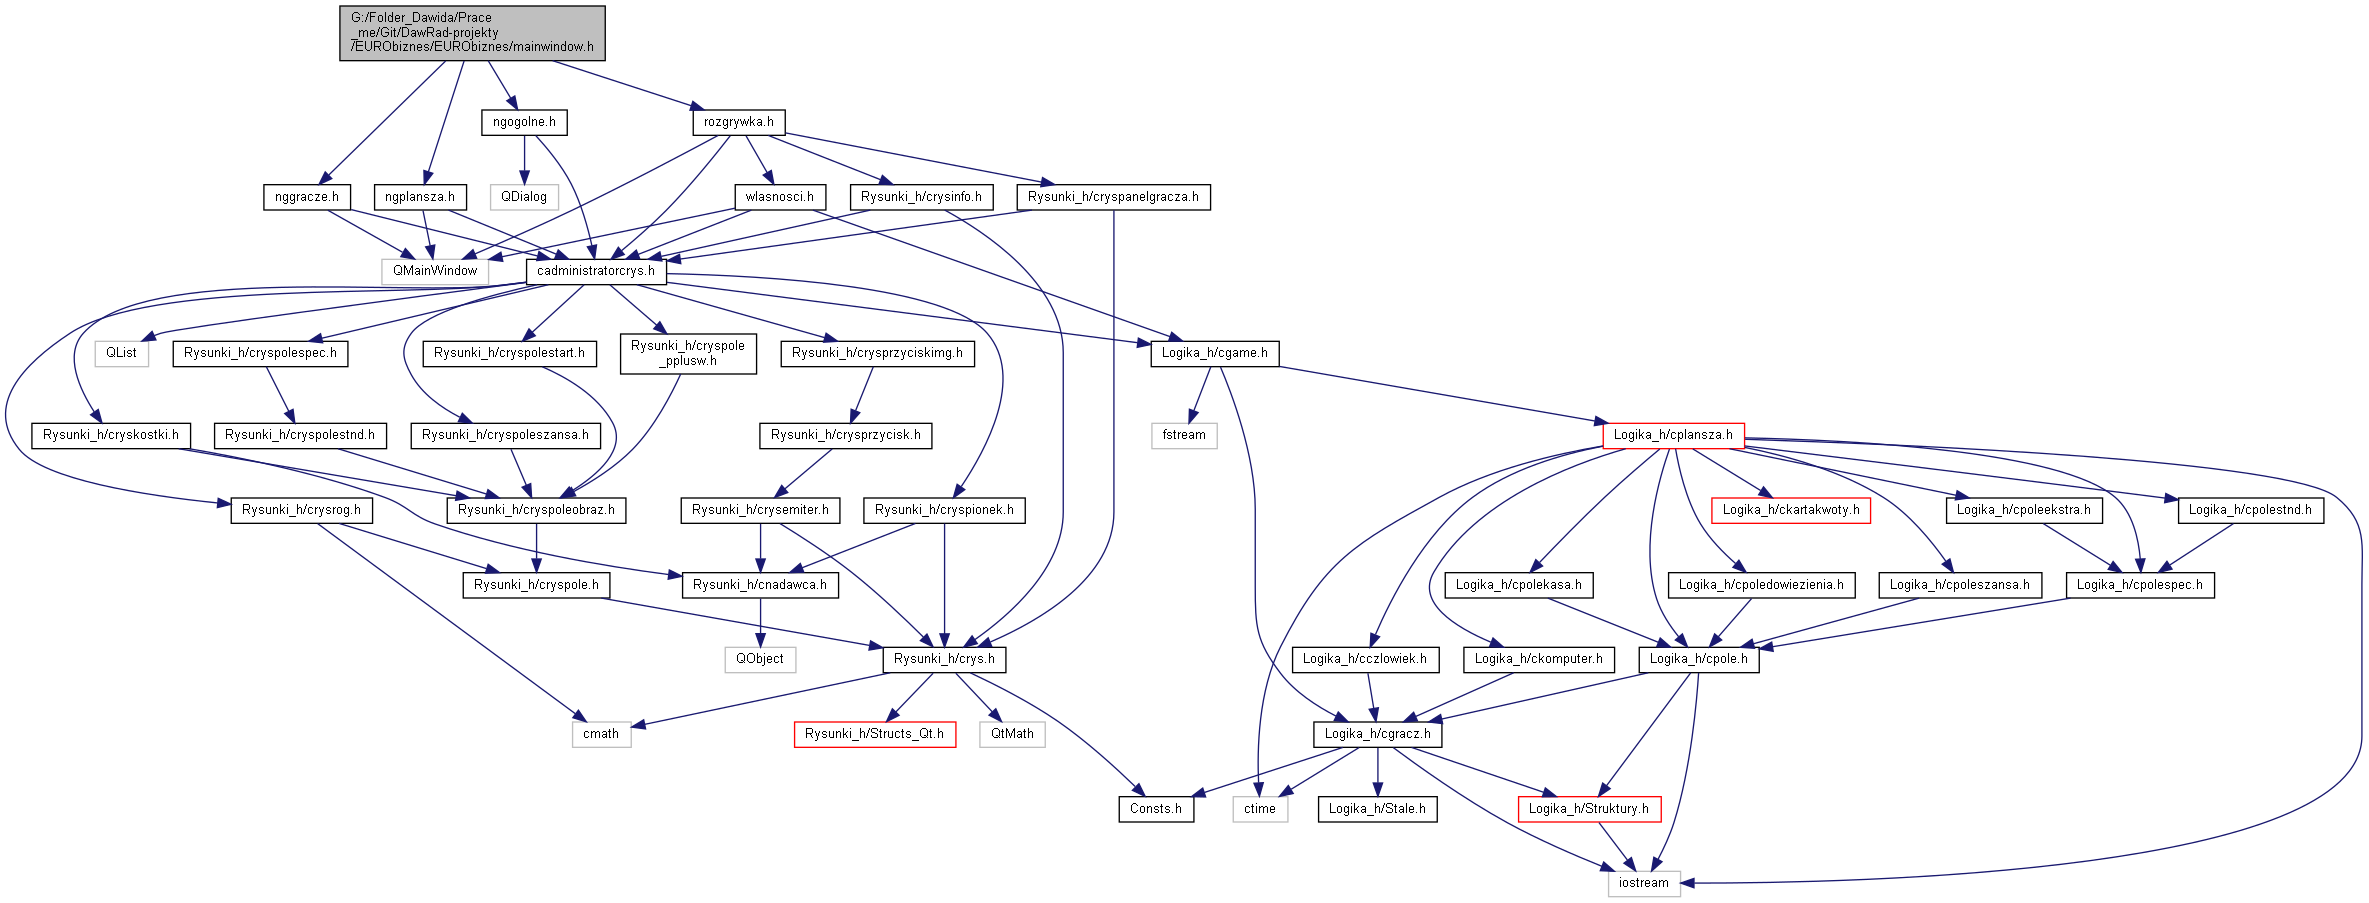 G:/Folder_Dawida/Prace
_me/Git/DawRad-projekty
/EURObiznes/EURObiznes/mainwindow.h
ngogolne.h
rozgrywka.h
nggracze.h
ngplansza.h
QDialog
wlasnosci.h
Rysunki_h/crysinfo.h
Rysunki_h/cryspanelgracza.h
QMainWindow
cadministratorcrys.h
QList
Rysunki_h/cryspolespec.h
Rysunki_h/cryspolestart.h
Rysunki_h/cryspole
_pplusw.h
Rysunki_h/crysprzyciskimg.h
Logika_h/cgame.h
Rysunki_h/cryskostki.h
Rysunki_h/cryspolestnd.h
Rysunki_h/cryspoleszansa.h
Rysunki_h/crysprzycisk.h
fstream
Logika_h/cplansza.h
Rysunki_h/crysrog.h
Rysunki_h/cryspoleobraz.h
Rysunki_h/crysemiter.h
Rysunki_h/cryspionek.h
Logika_h/ckartakwoty.h
Logika_h/cpoleekstra.h
Logika_h/cpolestnd.h
Rysunki_h/cryspole.h
Rysunki_h/cnadawca.h
Logika_h/cpolekasa.h
Logika_h/cpoledowiezienia.h
Logika_h/cpoleszansa.h
Logika_h/cpolespec.h
QObject
Rysunki_h/crys.h
Logika_h/cczlowiek.h
Logika_h/ckomputer.h
Logika_h/cpole.h
cmath
Rysunki_h/Structs_Qt.h
QtMath
Logika_h/cgracz.h
Consts.h
ctime
Logika_h/Stale.h
Logika_h/Struktury.h
iostream